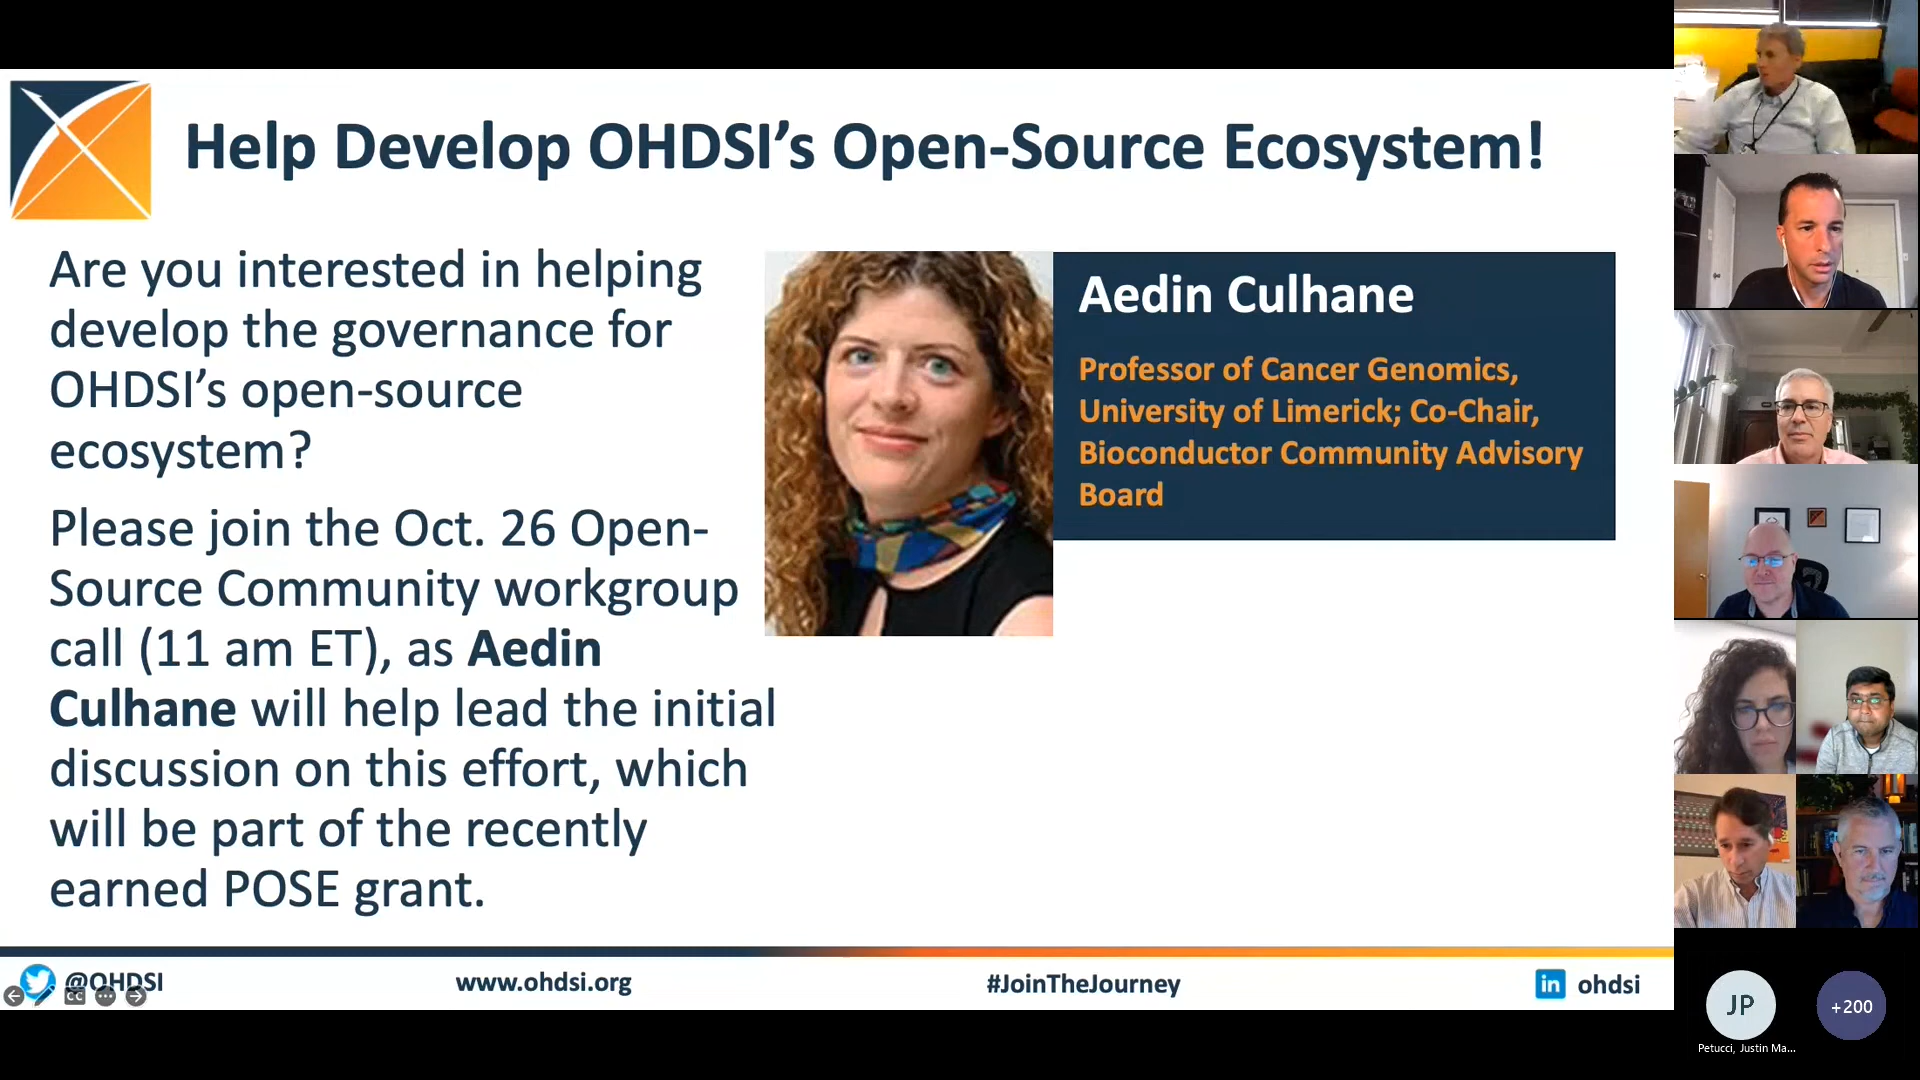 Help Develop OHDSI’s Open-Source Ecosystem!
Are you interested in helping
develop the governance for
OHDSI’s open-source
ecosystem?
Please join the Oct. 26 Open-
Source Community workgroup
call (11 am ET), as Aedin
Culhane will help lead the initial
discussion on this effort, which
will be part of the recently
earned POSE grant.
Aedin Culhane
Professor of Cancer Genomics,
University of Limerick; Co-Chair,
Bioconductor Community Advisory
Board
@OHDSI
www.ohdsi.org
#JoinTheJourney
in ohdsi
CC
JP
+200
Petucci, Justin Ma...